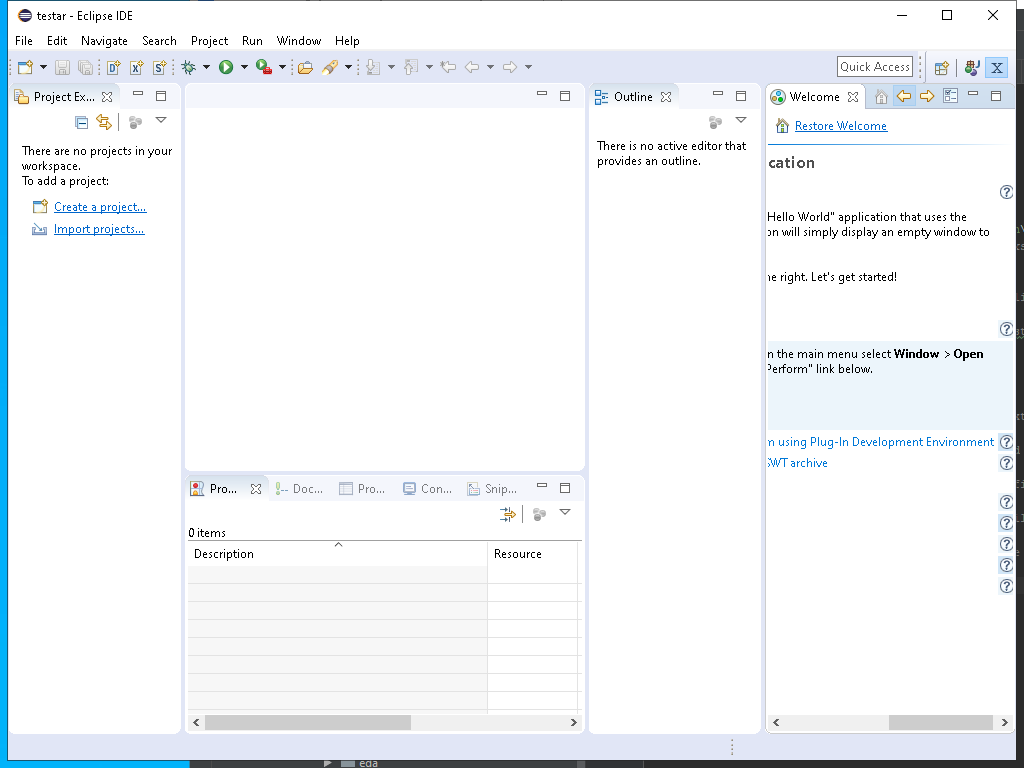 testar - Eclipse IDE
File Edit Navigate Search Project Run Window Help
Quick Access
Project Ex...
There are no projects in your
workspace.
To add a project:
Create a project...
Import projects...
Outline
There is no active editor that
provides an outline.
Welcome
Restore Welcome
cation
Hello World" application that uses the
on will simply display an empty window to
he right. Let's get started!
n the main menu select Window > Open
Perform" link below.
n using Plug-In Development Environment
SWT archive
Pro... Doc... Pro... Con... Snip...
0 items
Description Resource
eda